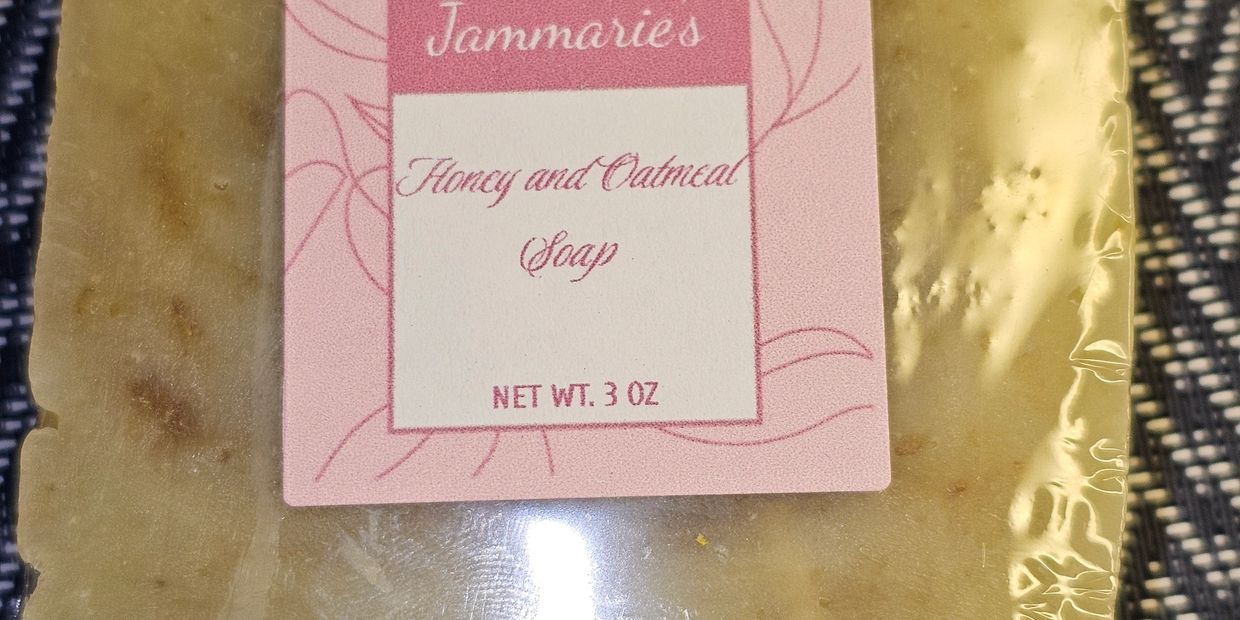 Jammarie's
Honey and Oatmeal
Soap
NET WT. 3 OZ